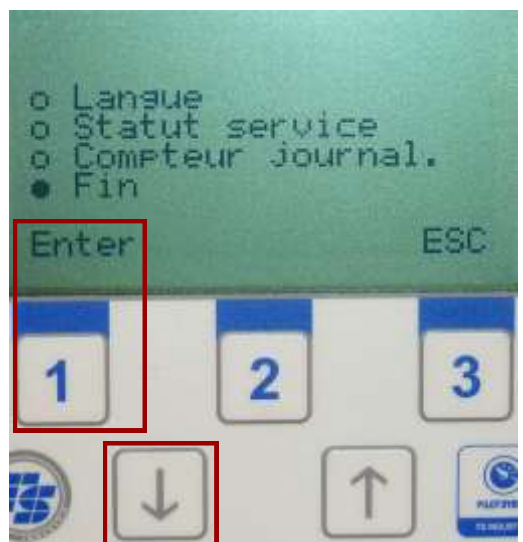 o Langue
o Statut service
o Compteur journal.
● Fin
Enter ESC
1 2 3
↓ ↑